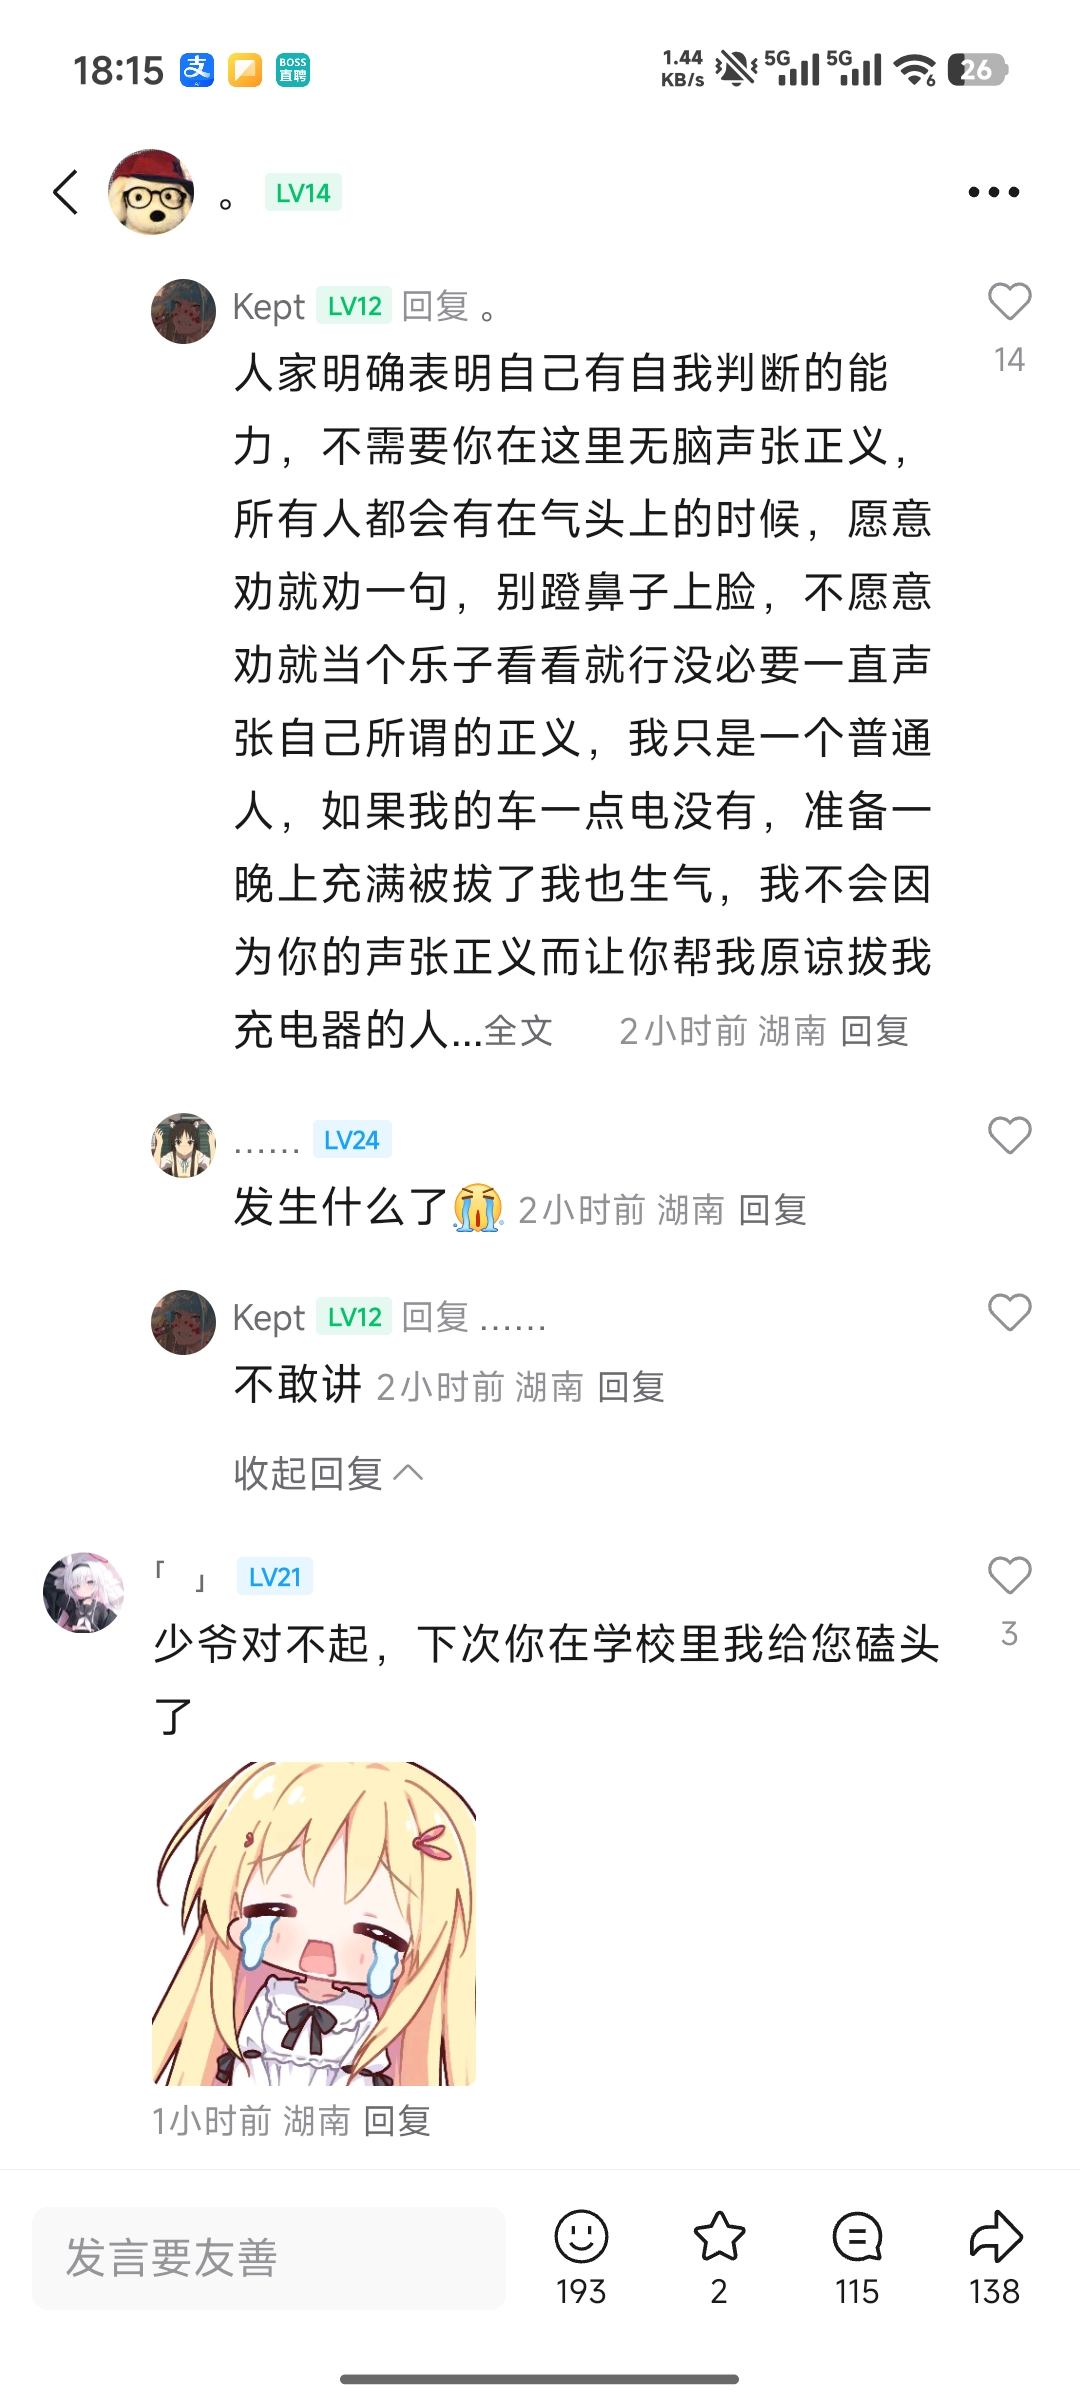 18:15 支 BOSS直聘 1.44 KB/s 5G 5G 6 26
。 LV14
Kept LV12 回复 。
14
人家明确表明自己有自我判断的能
力，不需要你在这里无脑声张正义，
所有人都会有在气头上的时候，愿意
劝就劝一句，别蹬鼻子上脸，不愿意
劝就当个乐子看看就行没必要一直声
张自己所谓的正义，我只是一个普通
人，如果我的车一点电没有，准备一
晚上充满被拔了我也生气，我不会因
为你的声张正义而让你帮我原谅拔我
充电器的人...全文 2小时前 湖南 回复
...... LV24
发生什么了😭 2小时前 湖南 回复
Kept LV12 回复 ......
不敢讲 2小时前 湖南 回复
收起回复
「 」 LV21
3
少爷对不起，下次你在学校里我给您磕头
了
1小时前 湖南 回复
发言要友善
193 2 115 138